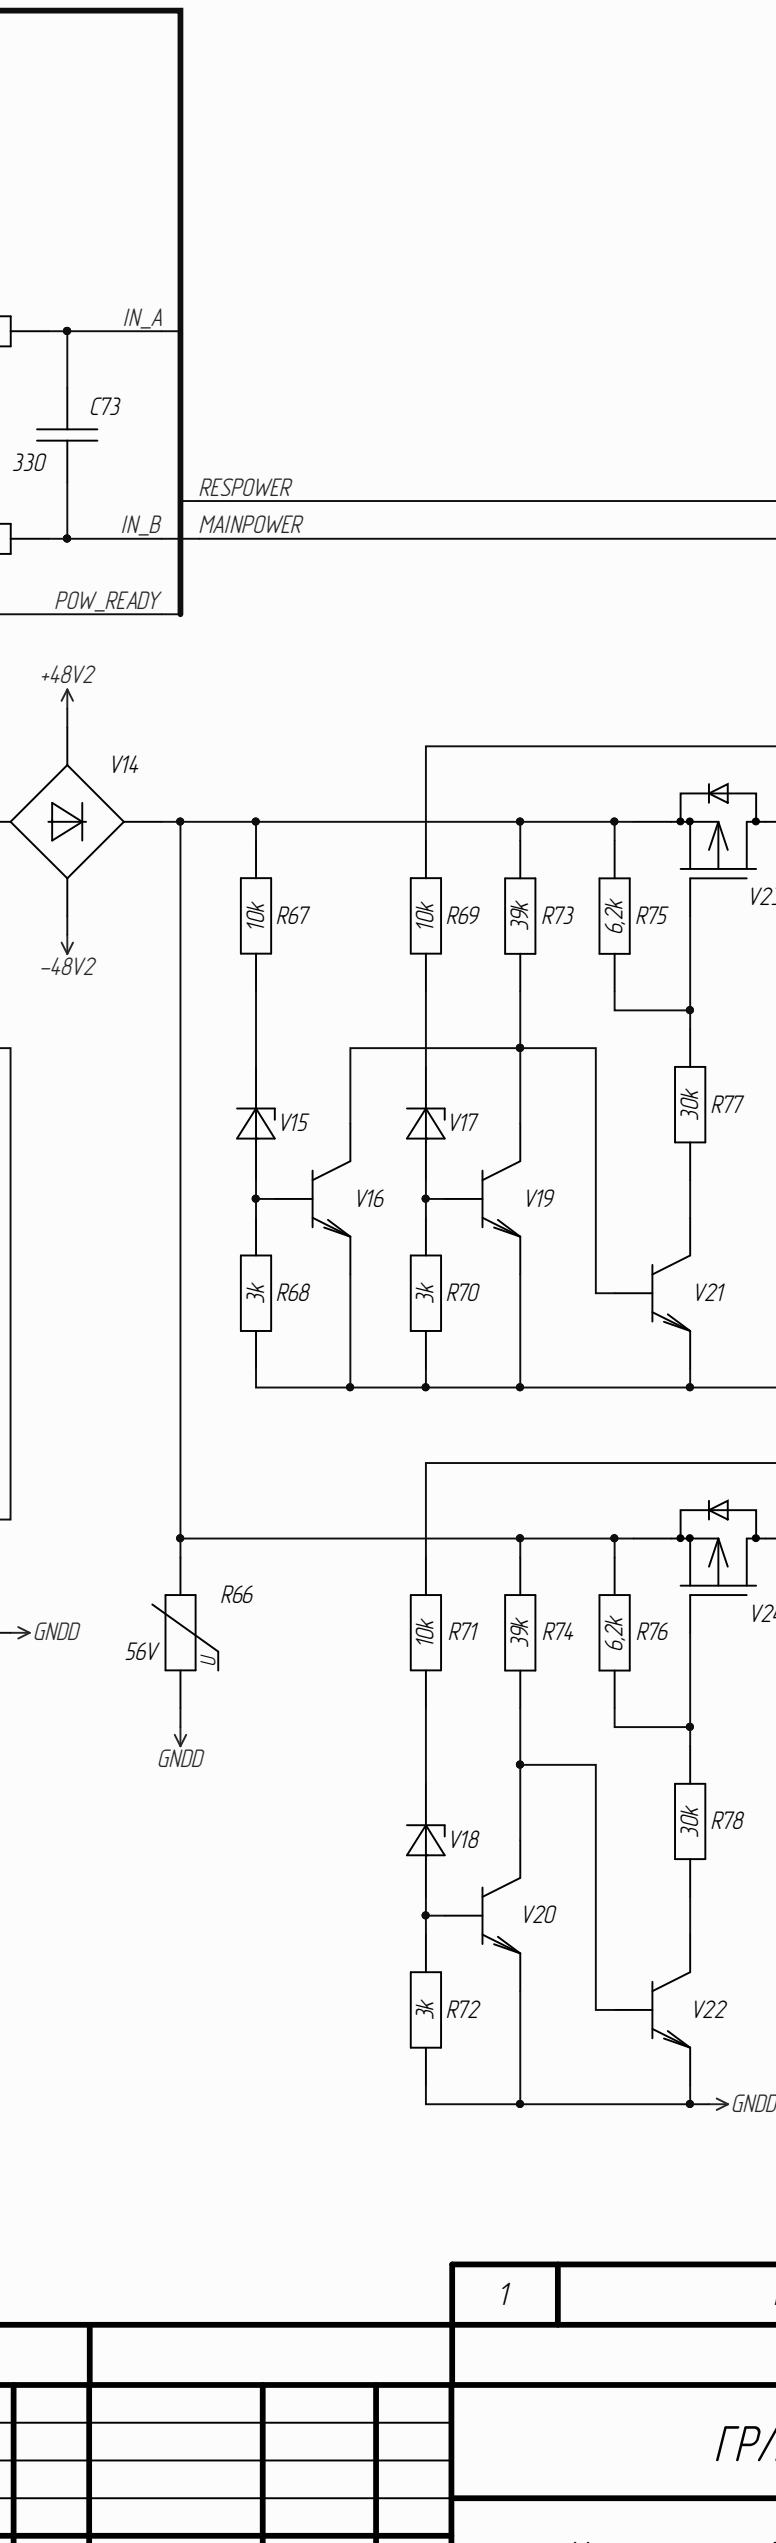 IN_A
C73
330
RESPOWER
IN_B
MAINPOWER
POW_READY
+48V2
V14
-48V2
10k
R67
10k
R69
39k
R73
6,2k
R75
30k
R77
V15
V17
V16
V19
3k
R68
3k
R70
V21
R66
56V
U
GNDD
GNDD
10k
R71
39k
R74
6,2k
R76
30k
R78
V18
V20
3k
R72
V22
GNDD
1